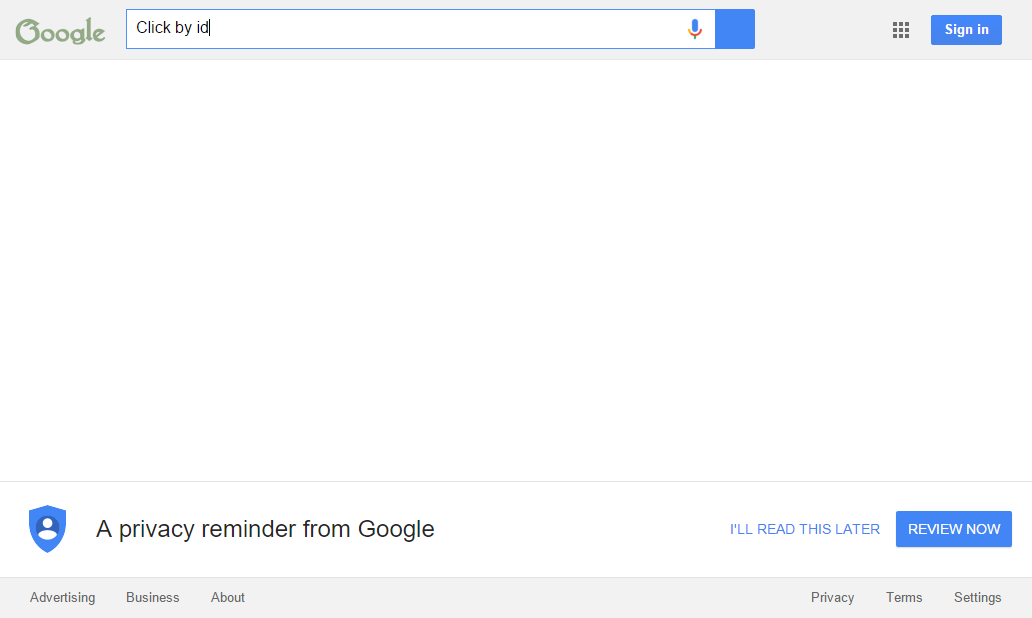 Google
Click by id
Sign in
A privacy reminder from Google
I'LL READ THIS LATER
REVIEW NOW
Advertising Business About
Privacy Terms Settings